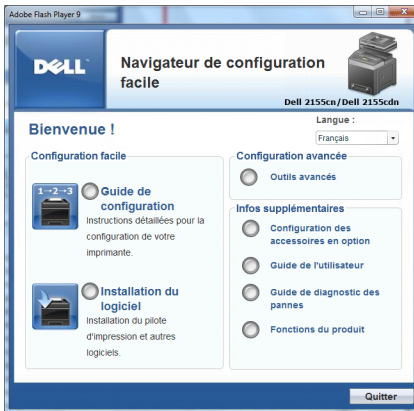 Adobe Flash Player 9
DELL
Navigateur de configuration
facile
Dell 2155cn/Dell 2155cdn
Bienvenue !
Langue :
Français
Configuration facile
1→2→3
Guide de
configuration
Instructions détaillées pour la
configuration de votre
imprimante.
Installation du
logiciel
Installation du pilote
d'impression et autres
logiciels.
Configuration avancée
Outils avancés
Infos supplémentaires
Configuration des
accessoires en option
Guide de l'utilisateur
Guide de diagnostic des
pannes
Fonctions du produit
Quitter